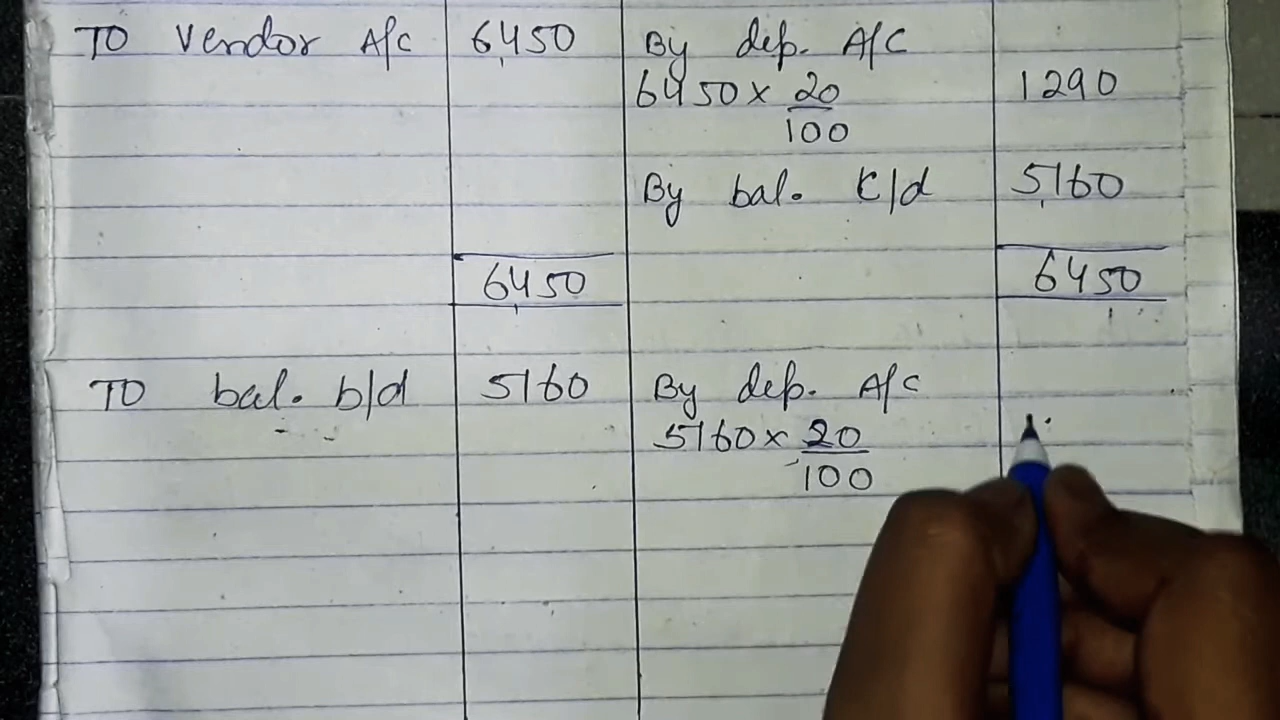 TO Vendor A/c 6450 By dep. A/C
6450 x 20/100 1290
By bal. C/d 5160
6450 6450
TO bal. b/d 5160 By dep. A/C
5160 x 20/100